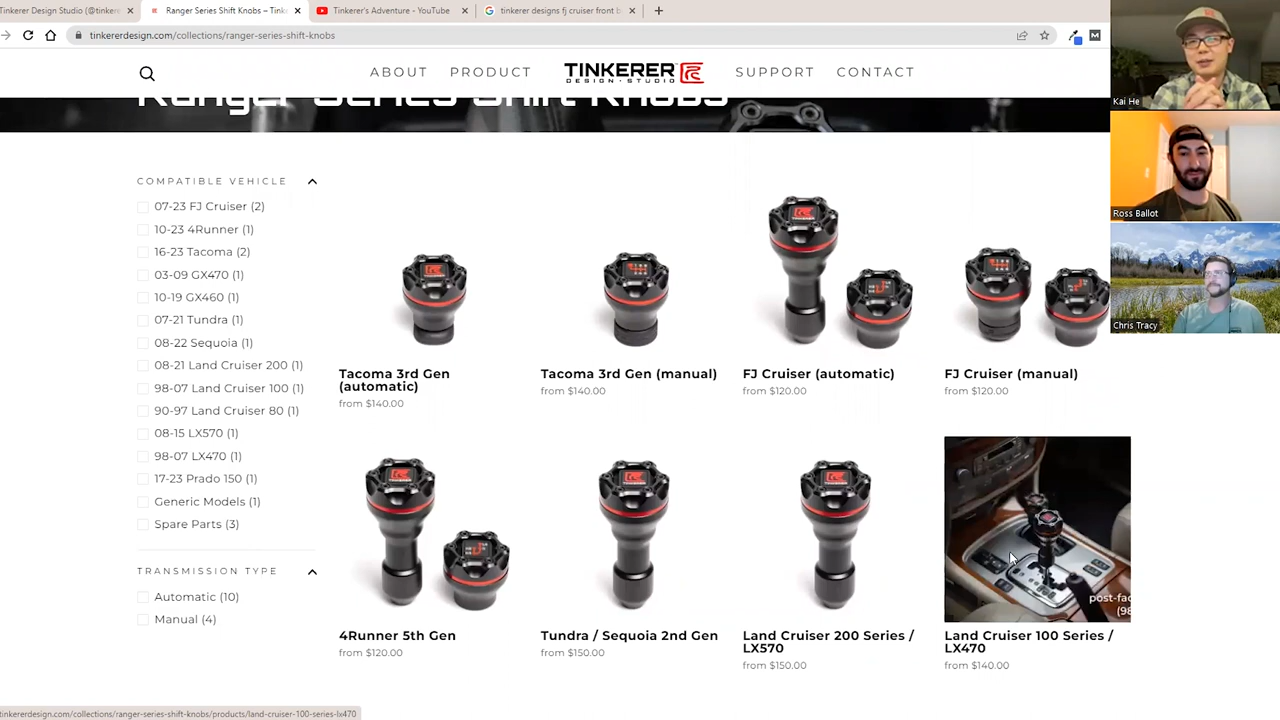 Tinkerer Design Studio (@tinker
Ranger Series Shift Knobs – Tink
Tinkerer's Adventure - YouTube
tinkerer designs fj cruiser front b
tinkererdesign.com/collections/ranger-series-shift-knobs
ABOUT
PRODUCT
TINKERER
DESIGN·STUDIO
SUPPORT
CONTACT
Ranger Series Shift Knobs
Kai He
Ross Ballot
Chris Tracy
COMPATIBLE VEHICLE
07-23 FJ Cruiser (2)
10-23 4Runner (1)
16-23 Tacoma (2)
03-09 GX470 (1)
10-19 GX460 (1)
07-21 Tundra (1)
08-22 Sequoia (1)
08-21 Land Cruiser 200 (1)
98-07 Land Cruiser 100 (1)
90-97 Land Cruiser 80 (1)
08-15 LX570 (1)
98-07 LX470 (1)
17-23 Prado 150 (1)
Generic Models (1)
Spare Parts (3)
TRANSMISSION TYPE
Automatic (10)
Manual (4)
Tacoma 3rd Gen
(automatic)
from $140.00
Tacoma 3rd Gen (manual)
from $140.00
FJ Cruiser (automatic)
from $120.00
FJ Cruiser (manual)
from $120.00
4Runner 5th Gen
from $120.00
Tundra / Sequoia 2nd Gen
from $150.00
Land Cruiser 200 Series /
LX570
from $150.00
post-fac
(98
Land Cruiser 100 Series /
LX470
from $140.00
tinkererdesign.com/collections/ranger-series-shift-knobs/products/land-cruiser-100-series-lx470